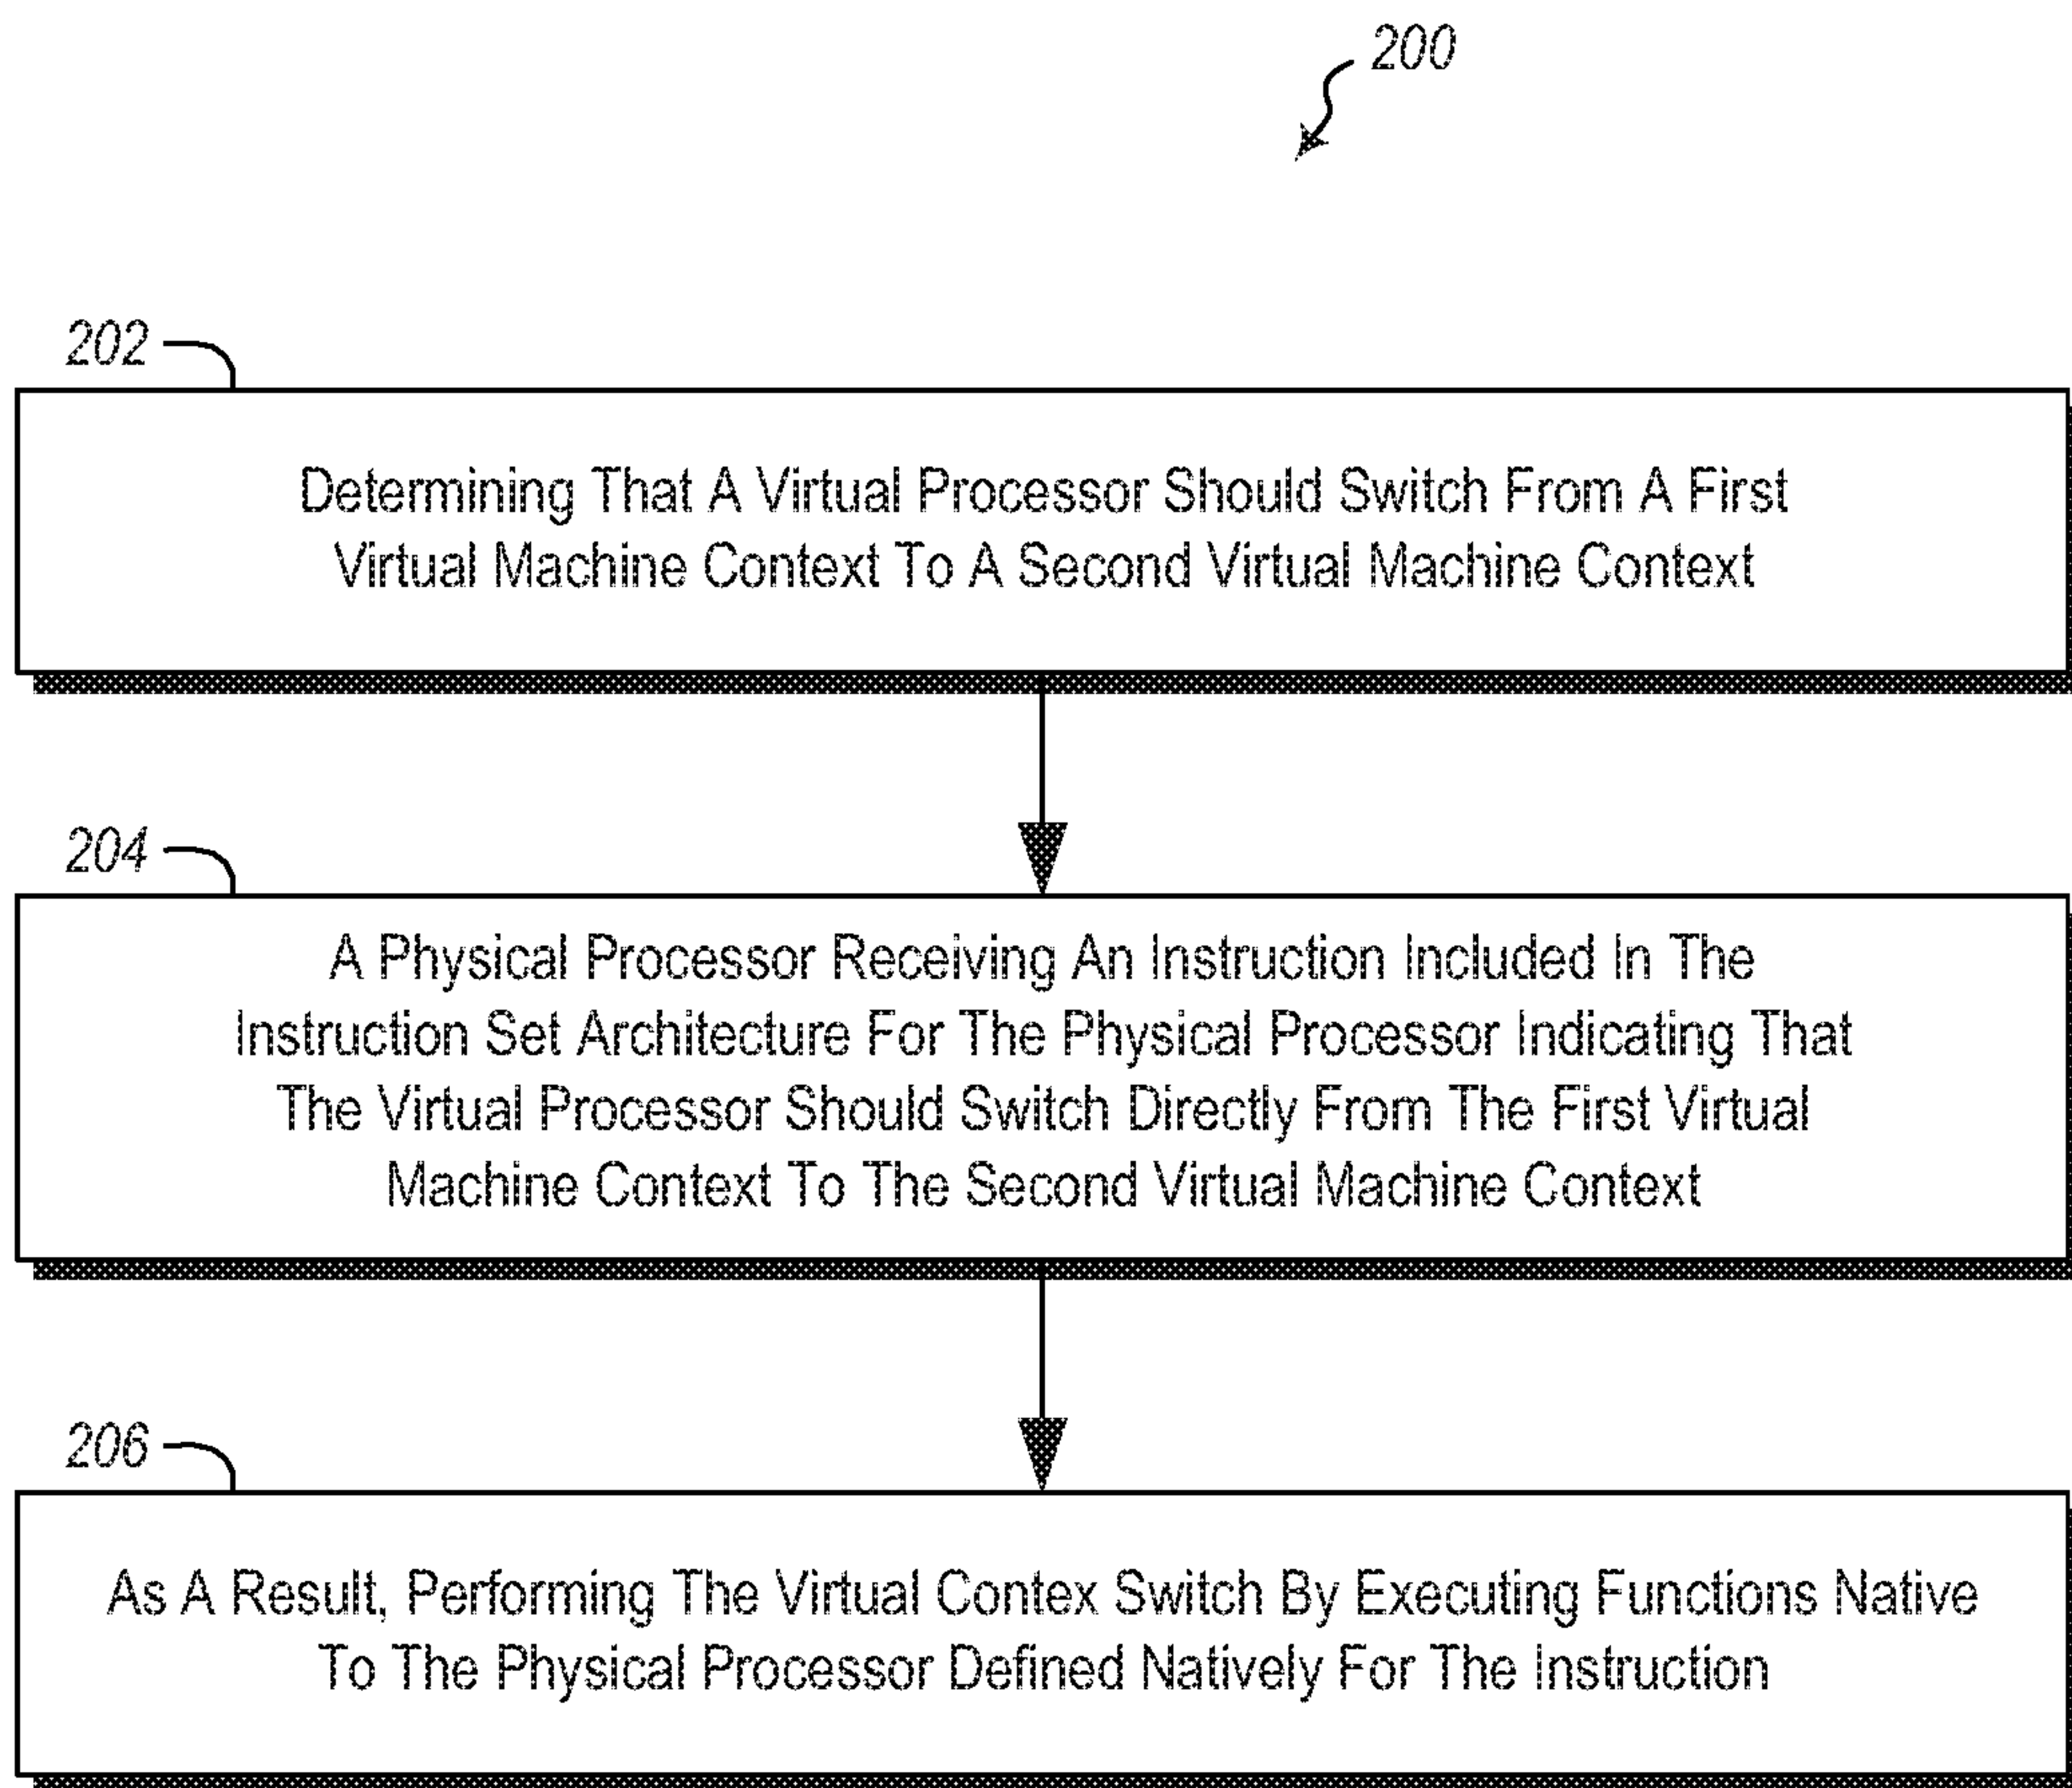 200
202
Determining That A Virtual Processor Should Switch From A First
Virtual Machine Context To A Second Virtual Machine Context
204
A Physical Processor Receiving An Instruction Included In The
Instruction Set Architecture For The Physical Processor Indicating That
The Virtual Processor Should Switch Directly From The First Virtual
Machine Context To The Second Virtual Machine Context
206
As A Result, Performing The Virtual Contex Switch By Executing Functions Native
To The Physical Processor Defined Natively For The Instruction